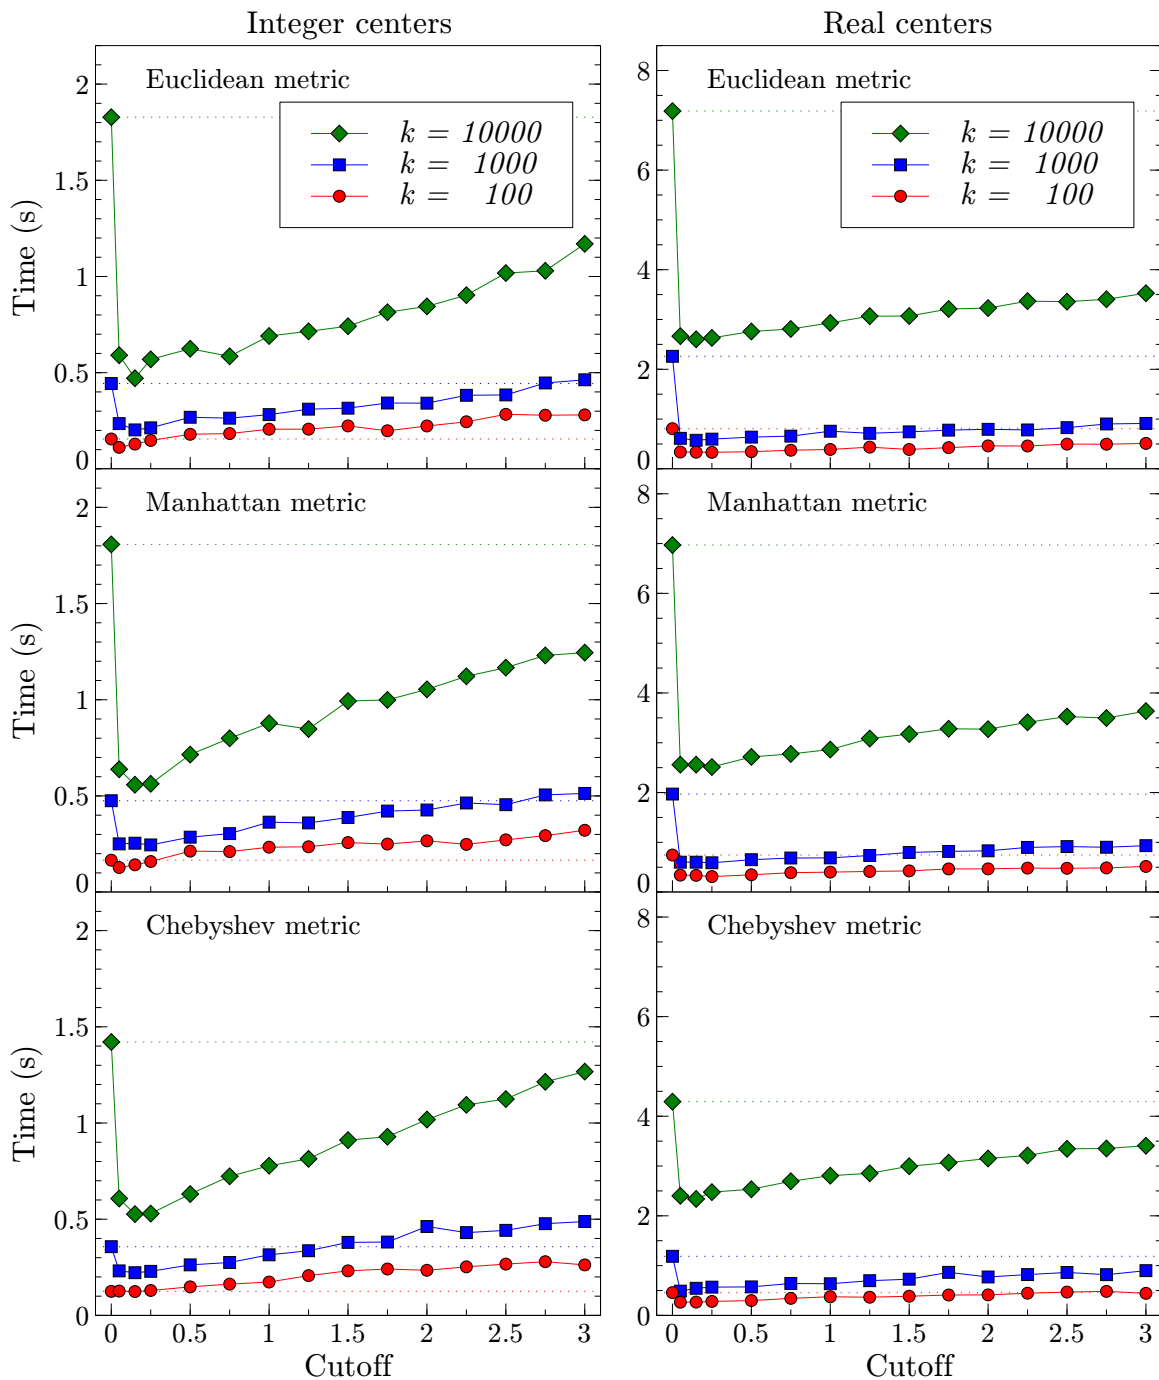 Integer centers
Real centers
Euclidean metric
k = 10000
k = 1000
k = 100
Time (s)
2
1.5
1
0.5
0
Euclidean metric
k = 10000
k = 1000
k = 100
8
6
4
2
0
Manhattan metric
Time (s)
2
1.5
1
0.5
0
Manhattan metric
8
6
4
2
0
Chebyshev metric
Time (s)
2
1.5
1
0.5
0
Chebyshev metric
8
6
4
2
0
0 0.5 1 1.5 2 2.5 3
Cutoff
0 0.5 1 1.5 2 2.5 3
Cutoff